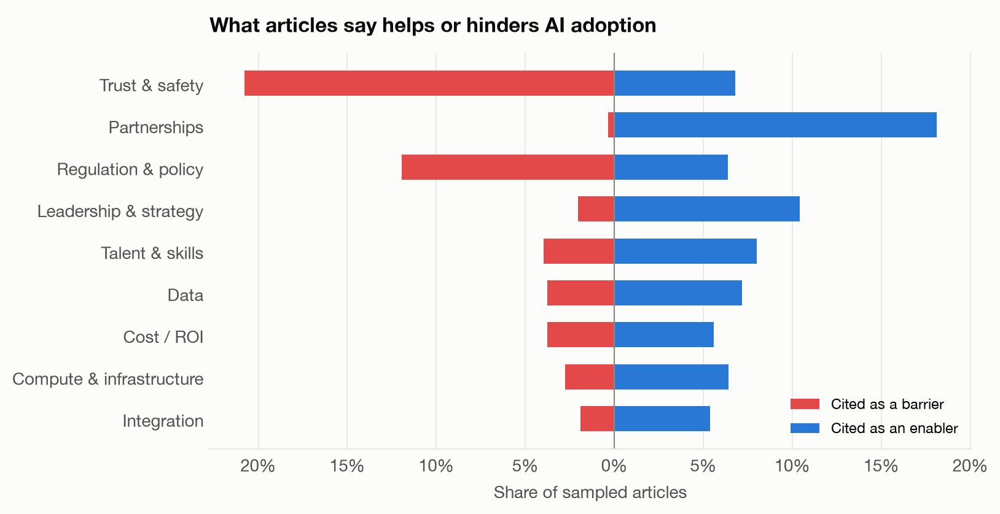 What articles say helps or hinders AI adoption
Trust & safety
Partnerships
Regulation & policy
Leadership & strategy
Talent & skills
Data
Cost / ROI
Compute & infrastructure
Integration
Cited as a barrier
Cited as an enabler
20% 15% 10% 5% 0% 5% 10% 15% 20%
Share of sampled articles